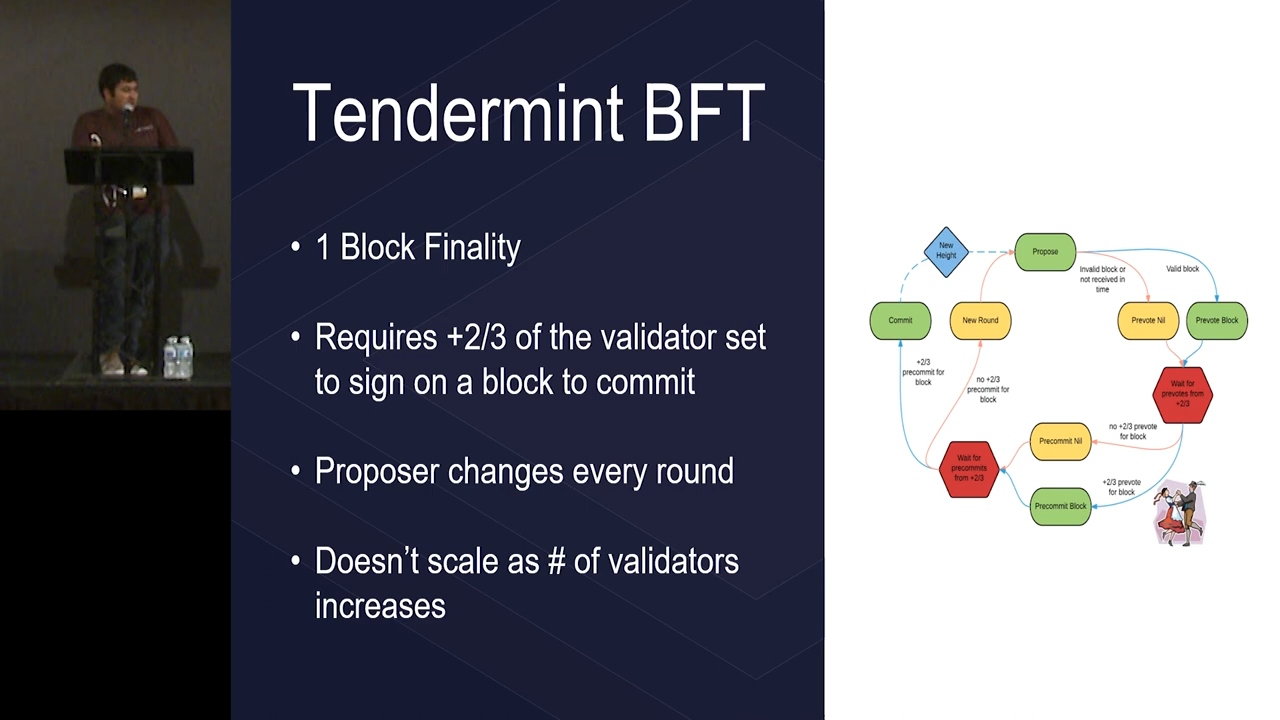 Tendermint BFT
• 1 Block Finality
• Requires +2/3 of the validator set
to sign on a block to commit
• Proposer changes every round
• Doesn’t scale as # of validators
increases
New
Height
Propose
Invalid block or
not received in
time
Valid block
Commit
New Round
Prevote Nil
Prevote Block
+2/3
precommit for
block
no +2/3
precommit for
block
Wait for
prevotes from
+2/3
no +2/3 prevote
for block
Precommit Nil
Wait for
precommits
from +2/3
+2/3 prevote
for block
Precommit Block